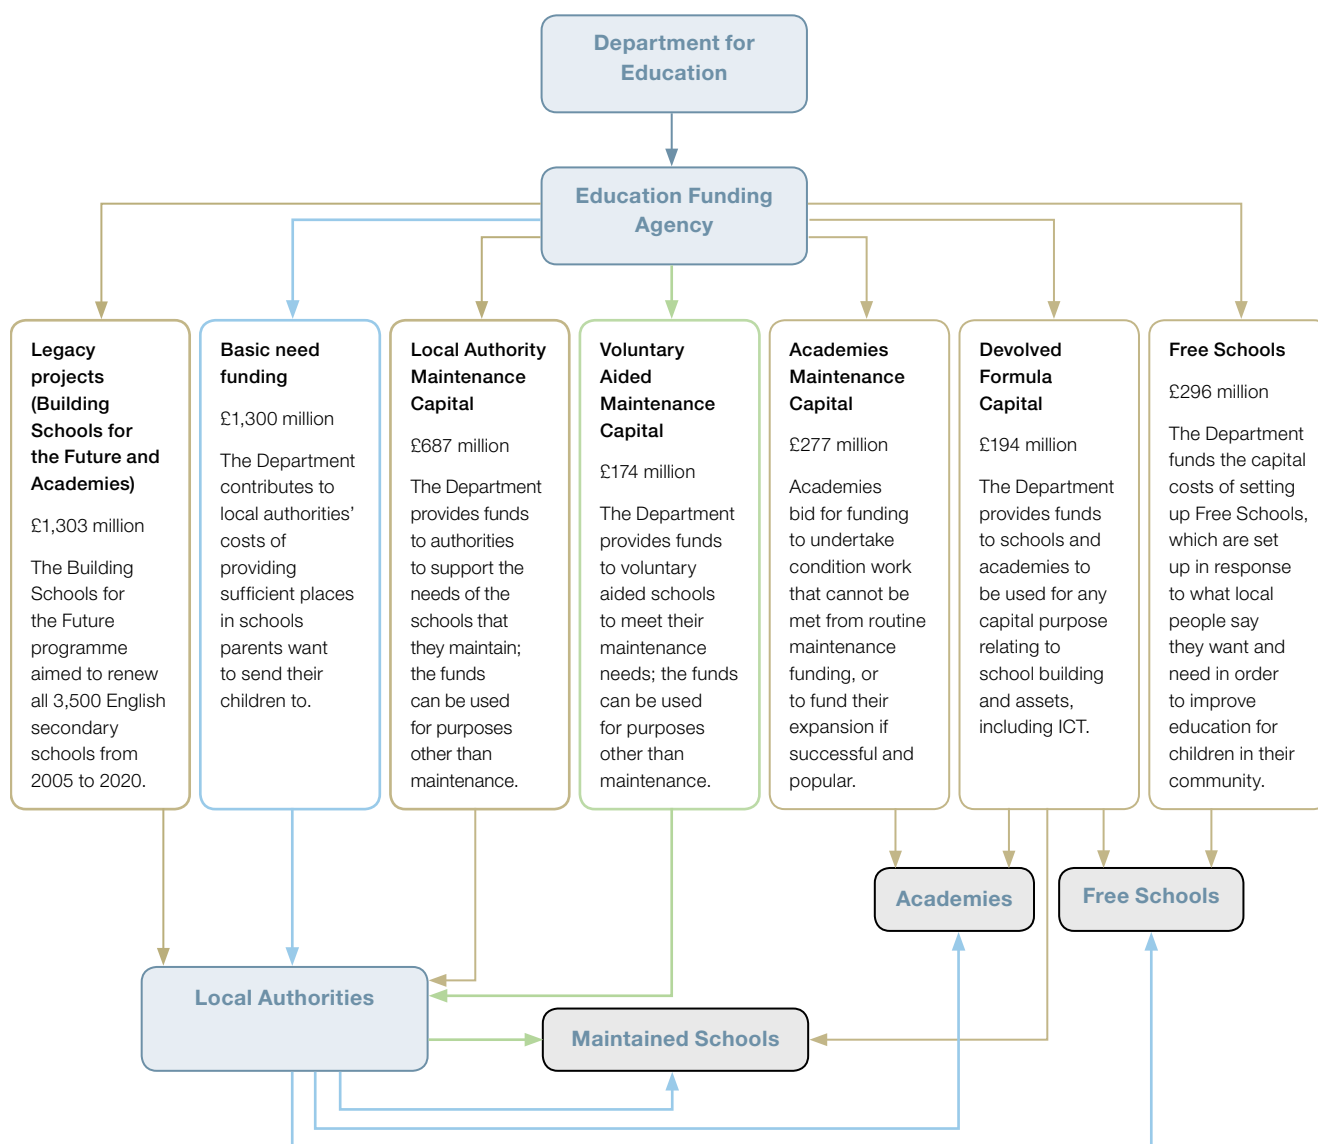 Department for
Education
Education Funding
Agency
Legacy
projects
(Building
Schools for
the Future and
Academies)
£1,303 million
The Building
Schools for
the Future
programme
aimed to renew
all 3,500 English
secondary
schools from
2005 to 2020.
Basic need
funding
£1,300 million
The Department
contributes to
local authorities’
costs of
providing
sufficient places
in schools
parents want
to send their
children to.
Local Authority
Maintenance
Capital
£687 million
The Department
provides funds
to authorities
to support the
needs of the
schools that
they maintain;
the funds
can be used
for purposes
other than
maintenance.
Voluntary
Aided
Maintenance
Capital
£174 million
The Department
provides funds
to voluntary
aided schools
to meet their
maintenance
needs; the funds
can be used
for purposes
other than
maintenance.
Academies
Maintenance
Capital
£277 million
Academies
bid for funding
to undertake
condition work
that cannot be
met from routine
maintenance
funding, or
to fund their
expansion if
successful and
popular.
Devolved
Formula
Capital
£194 million
The Department
provides funds
to schools and
academies to
be used for any
capital purpose
relating to
school building
and assets,
including ICT.
Free Schools
£296 million
The Department
funds the capital
costs of setting
up Free Schools,
which are set
up in response
to what local
people say
they want and
need in order
to improve
education for
children in their
community.
Academies
Free Schools
Local Authorities
Maintained Schools